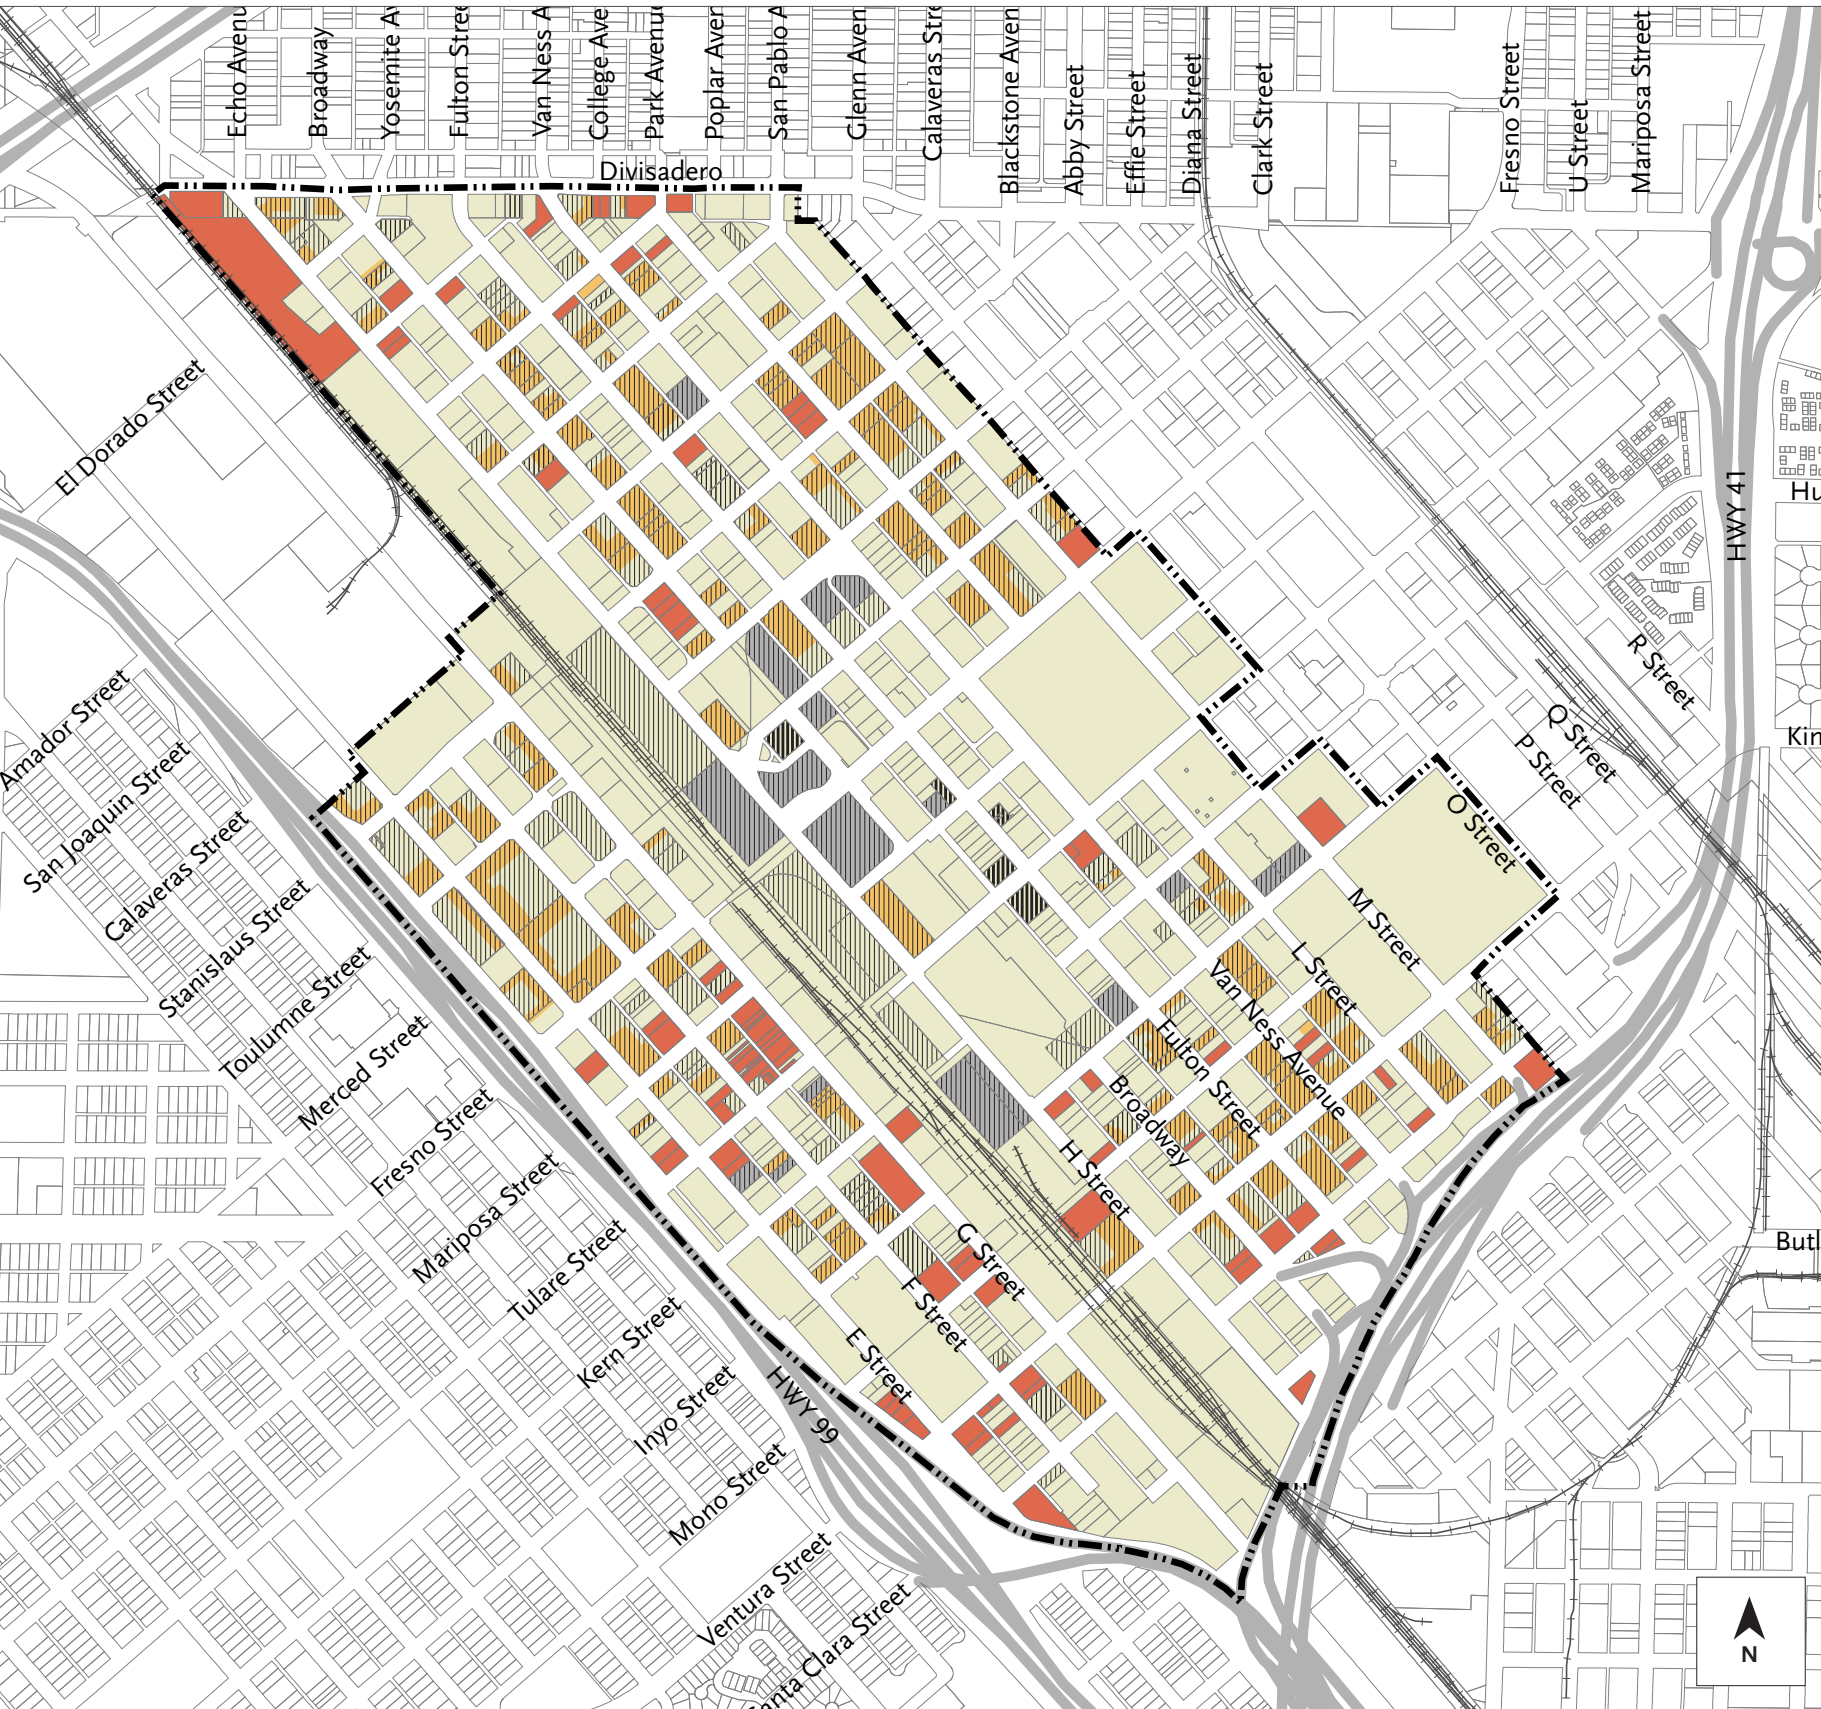 Echo Avenu
Broadway
Yosemite Av
Fulton Stree
Van Ness A
College Ave
Park Avenue
Poplar Aven
San Pablo A
Glenn Aven
Calaveras Stre
Blackstone Aven
Abby Street
Effie Street
Diana Street
Clark Street
Fresno Street
U Street
Mariposa Street
Divisadero
El Dorado Street
HWY 41
Hu
R Street
Q Street
P Street
Kin
Amador Street
San Joaquin Street
Calaveras Street
Stanislaus Street
Toulumne Street
Merced Street
Fresno Street
Mariposa Street
Tulare Street
Kern Street
Inyo Street
Mono Street
Ventura Street
Santa Clara Street
O Street
M Street
L Street
Van Ness Avenue
Fulton Street
Broadway
H Street
G Street
F Street
E Street
HWY 99
Butl
N